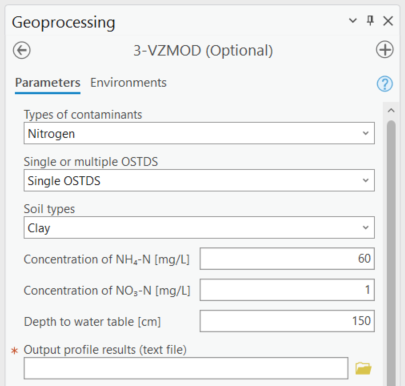 Geoprocessing
3-VZMOD (Optional)
Parameters Environments
Types of contaminants
Nitrogen
Single or multiple OSTDS
Single OSTDS
Soil types
Clay
Concentration of NH₄-N [mg/L] 60
Concentration of NO₃-N [mg/L] 1
Depth to water table [cm] 150
* Output profile results (text file)